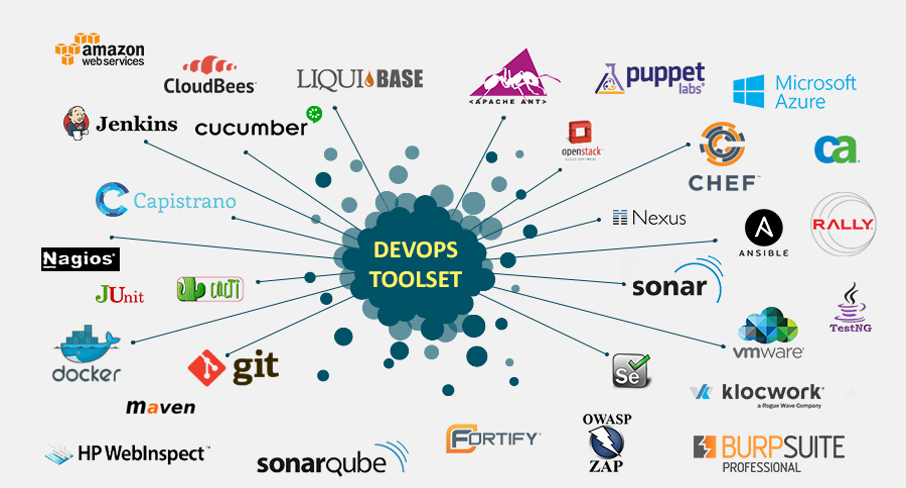 amazon
web services
CloudBees
LIQUIBASE
<APACHE ANT>
puppet
labs
Microsoft
Azure
Jenkins
cucumber
openstack
CHEF™
ca
Capistrano
Nexus
ANSIBLE
RALLY
DEVOPS
TOOLSET
Nagios®
JUnit
CACTI
sonar
TestNG
docker
git
Se
vmware®
klocwork®
a Rogue Wave Company
maven
HP WebInspect™
sonarqube
FORTIFY®
OWASP
ZAP
BURPSUITE
PROFESSIONAL